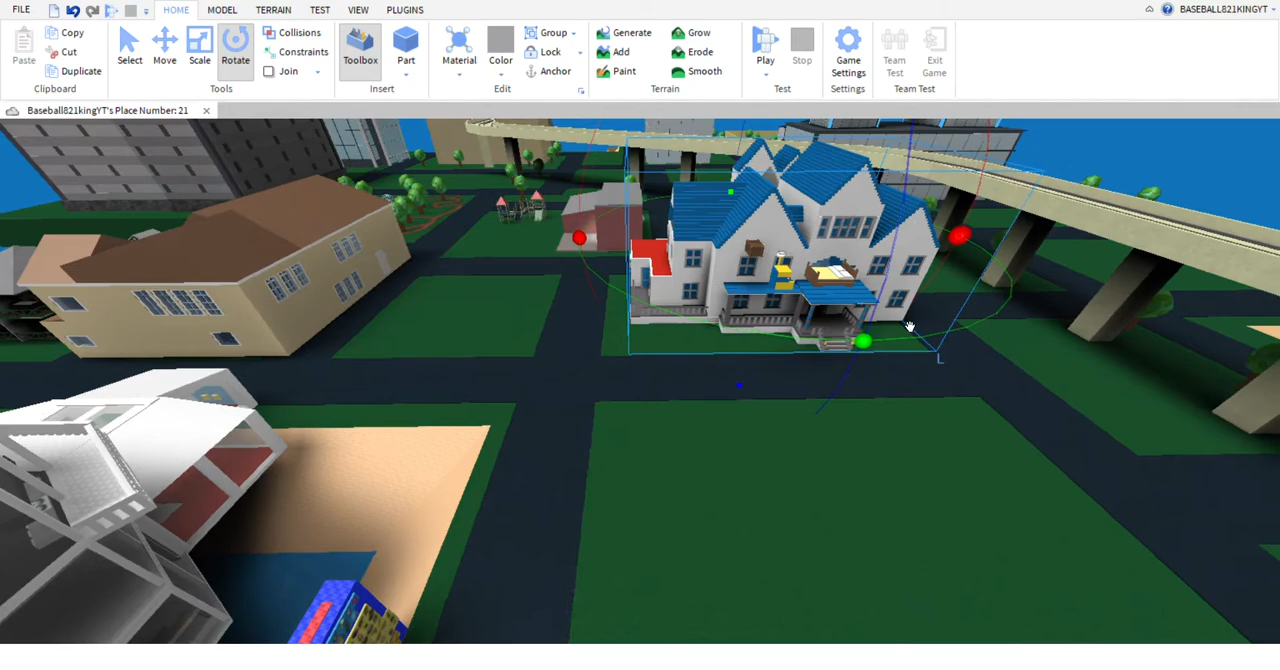 FILE HOME MODEL TERRAIN TEST VIEW PLUGINS BASEBALL821KINGYT
Paste Copy Cut Duplicate
Clipboard
Select Move Scale Rotate Collisions Constraints Join
Tools
Toolbox Part
Insert
Material Color Group Lock Anchor
Edit
Generate Grow
Add Erode
Paint Smooth
Terrain
Play Stop
Test
Game Settings
Settings
Team Test Exit Game
Team Test
Baseball821kingYT's Place Number: 21
L